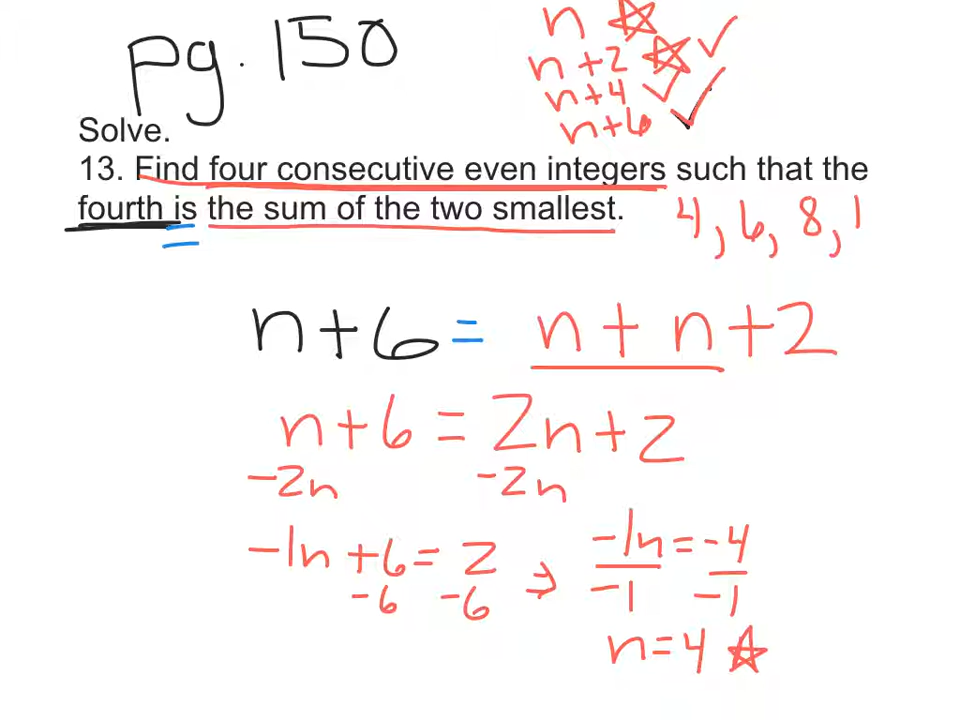 pg. 150
n
n+2
n+4
n+6
Solve.
13. Find four consecutive even integers such that the
fourth is the sum of the two smallest.
4, 6, 8, 1
n+6 = n + n +2
n+6 = 2n+2
-2n -2n
-1n +6 = 2 ⇒ -1n = -4
-6 -6 -1 -1
n=4